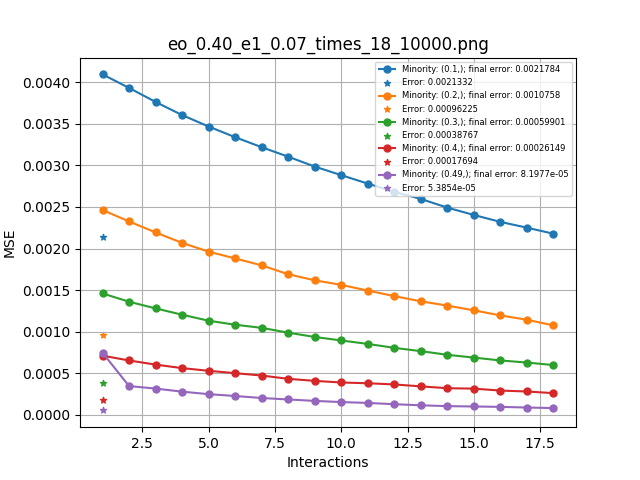 eo_0.40_e1_0.07_times_18_10000.png
Minority: (0.1,); final error: 0.0021784
Error: 0.0021332
Minority: (0.2,); final error: 0.0010758
Error: 0.00096225
Minority: (0.3,); final error: 0.00059901
Error: 0.00038767
Minority: (0.4,); final error: 0.00026149
Error: 0.00017694
Minority: (0.49,); final error: 8.1977e-05
Error: 5.3854e-05
MSE
0.0040
0.0035
0.0030
0.0025
0.0020
0.0015
0.0010
0.0005
0.0000
2.5 5.0 7.5 10.0 12.5 15.0 17.5
Interactions